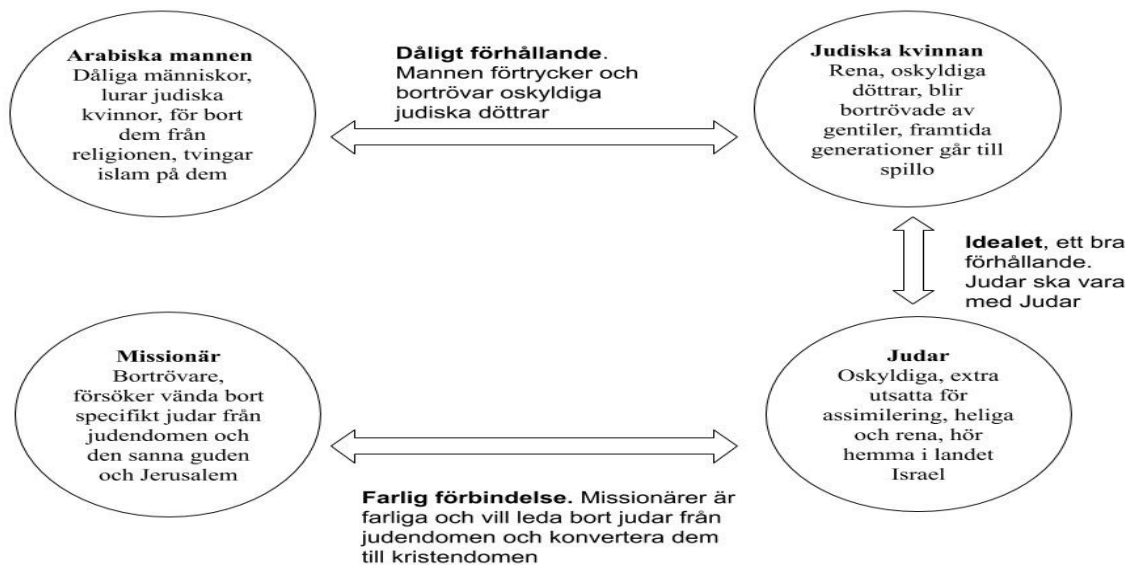 Arabiska mannen
Dåliga människor,
lurar judiska
kvinnor, för bort
dem från
religionen, tvingar
islam på dem
Dåligt förhållande.
Mannen förtrycker och
bortrövar oskyldiga
judiska döttrar
Judiska kvinnan
Rena, oskyldiga
döttrar, blir
bortrövade av
gentiler, framtida
generationer går till
spillo
Idealet, ett bra
förhållande.
Judar ska vara
med Judar
Missionär
Bortrövare,
försöker vända bort
specifikt judar från
judendomen och
den sanna guden
och Jerusalem
Judar
Oskyldiga, extra
utsatta för
assimilering, heliga
och rena, hör
hemma i landet
Israel
Farlig förbindelse. Missionärer är
farliga och vill leda bort judar från
judendomen och konvertera dem
till kristendomen